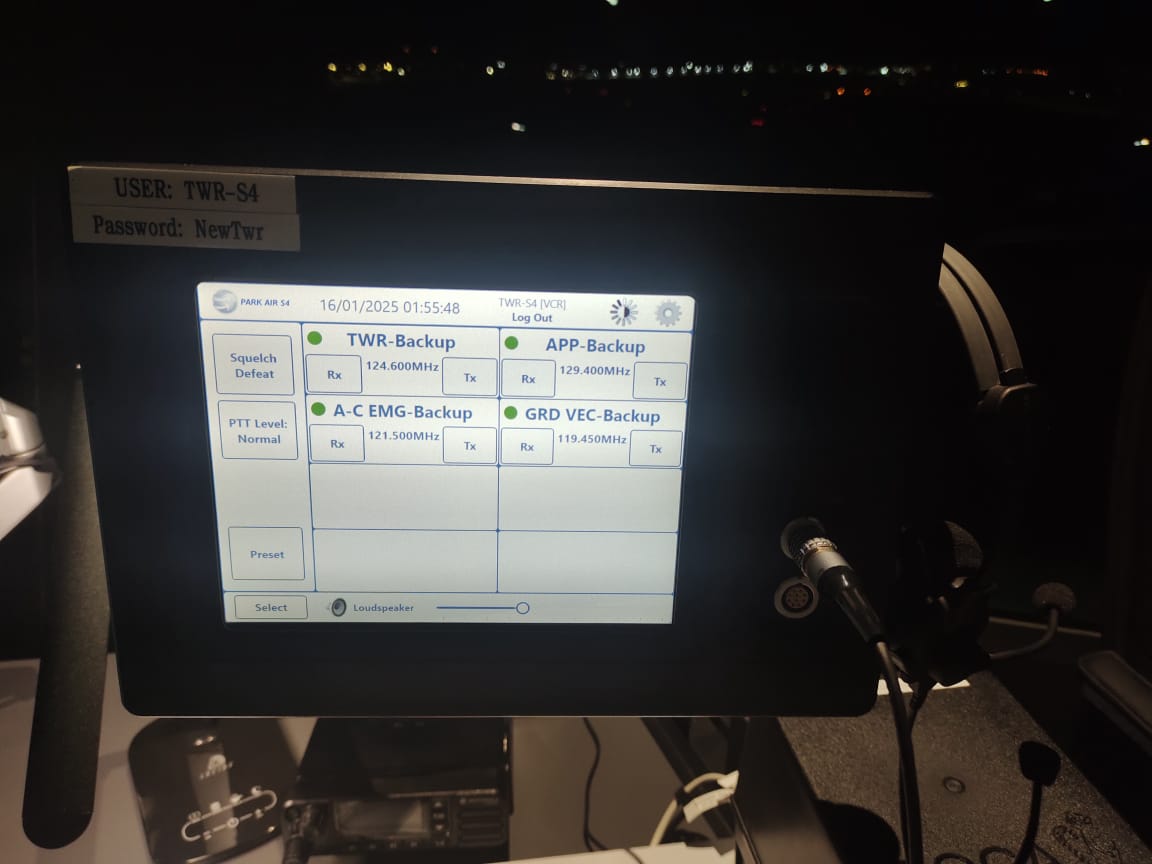 USER: TWR-S4
Password: NewTwr
PARK AIR S4
16/01/2025 01:55:48
TWR-S4 [VCR]
Log Out
Squelch
Defeat
PTT Level:
Normal
Preset
TWR-Backup
Rx
124.600MHz
Tx
APP-Backup
Rx
129.400MHz
Tx
A-C EMG-Backup
Rx
121.500MHz
Tx
GRD VEC-Backup
Rx
119.450MHz
Tx
Select
Loudspeaker